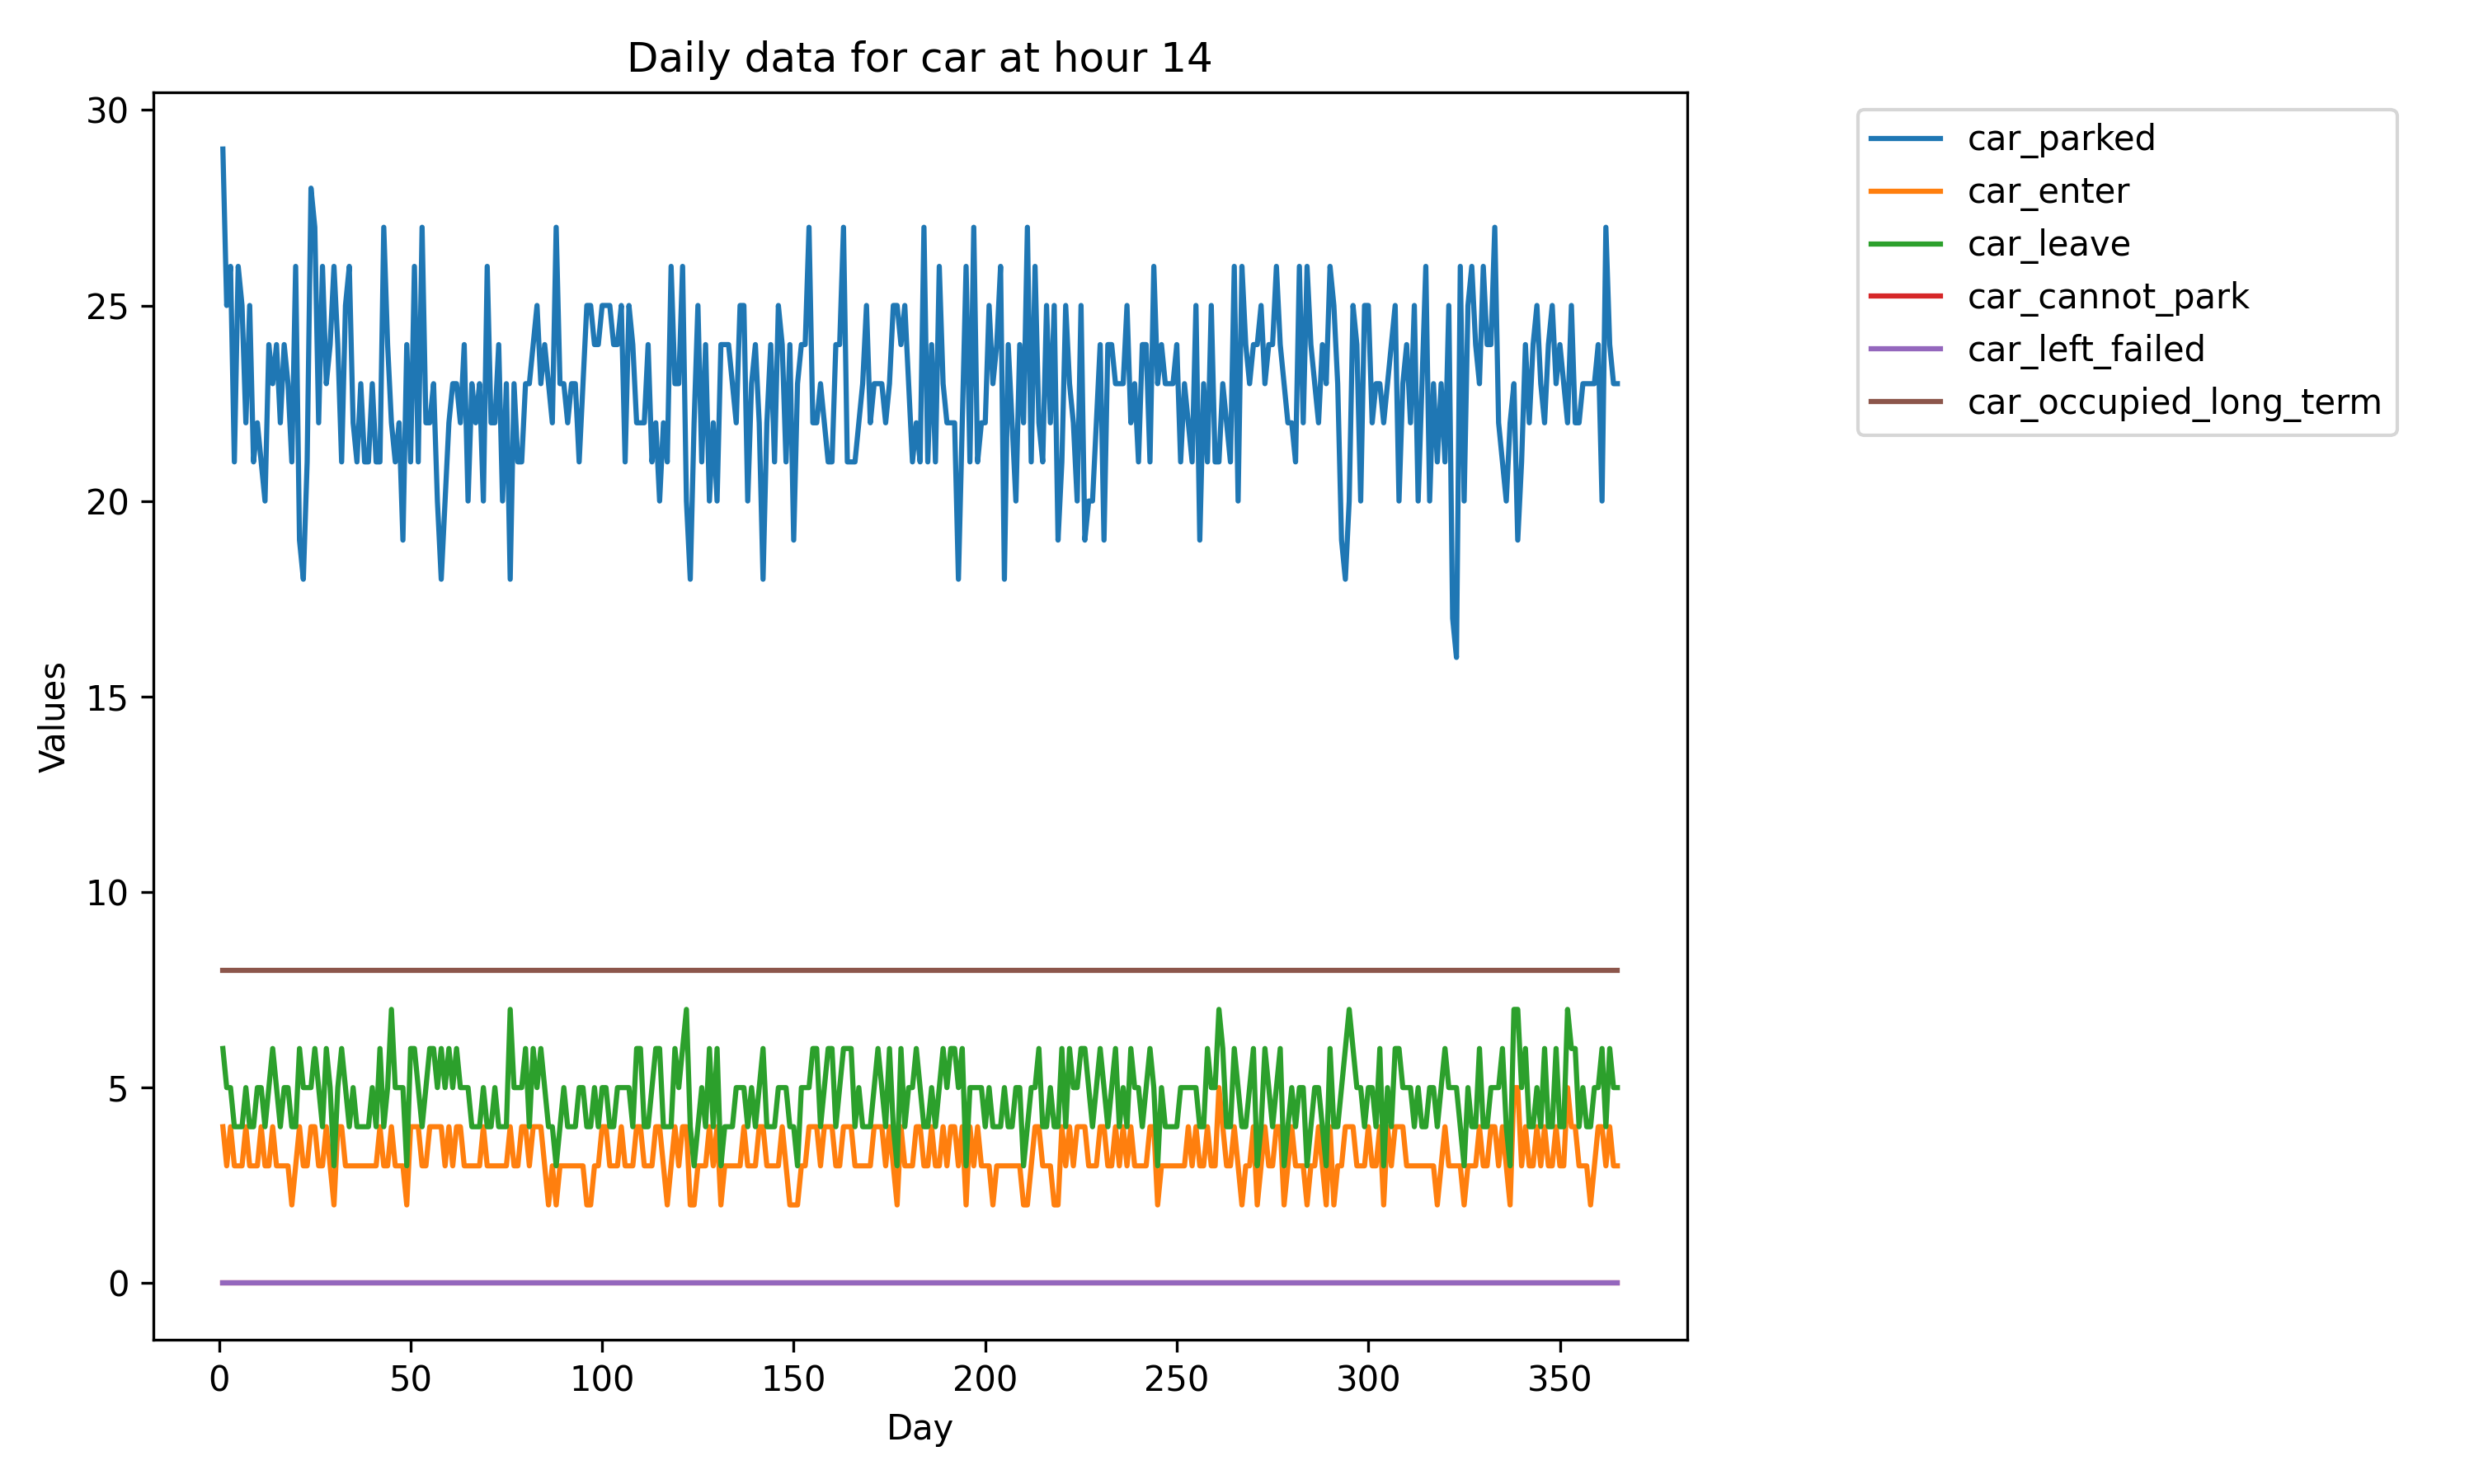 Daily data for car at hour 14
30
25
20
15
10
5
0
Values
0 50 100 150 200 250 300 350
Day
car_parked
car_enter
car_leave
car_cannot_park
car_left_failed
car_occupied_long_term